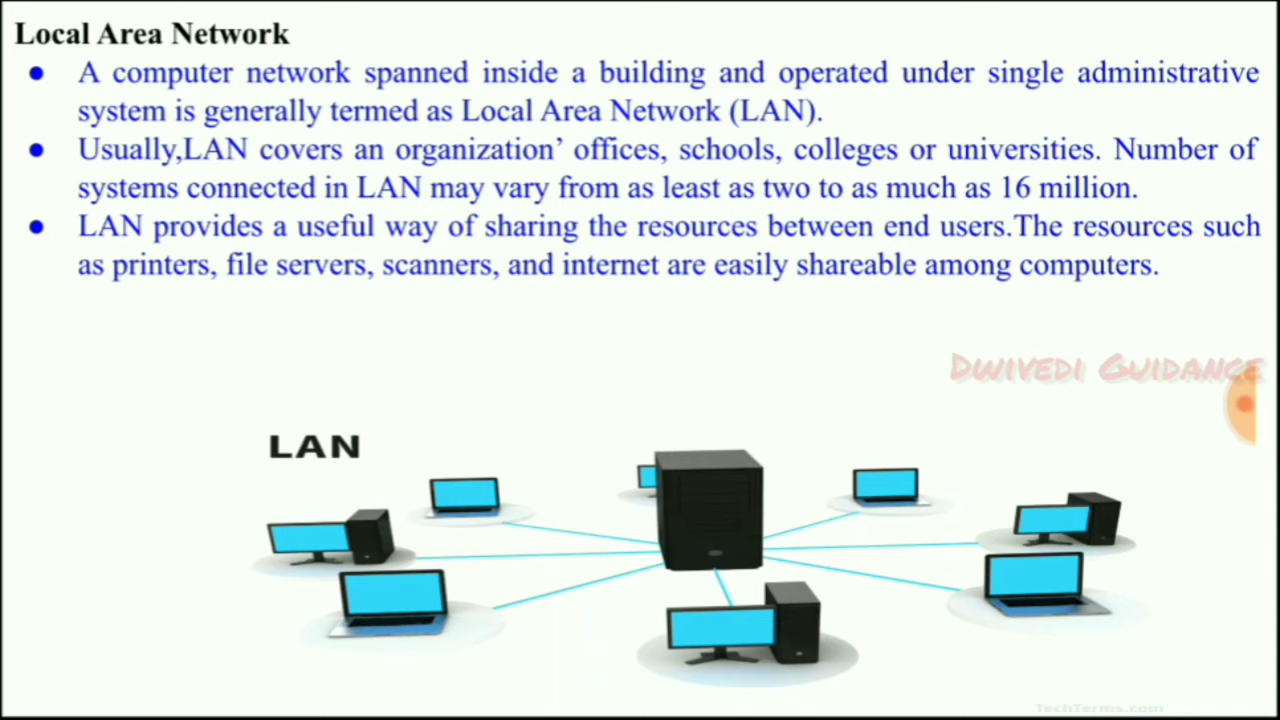 Local Area Network
● A computer network spanned inside a building and operated under single administrative
system is generally termed as Local Area Network (LAN).
● Usually,LAN covers an organization’ offices, schools, colleges or universities. Number of
systems connected in LAN may vary from as least as two to as much as 16 million.
● LAN provides a useful way of sharing the resources between end users.The resources such
as printers, file servers, scanners, and internet are easily shareable among computers.
Dwivedi Guidance
LAN
TechTerms.com